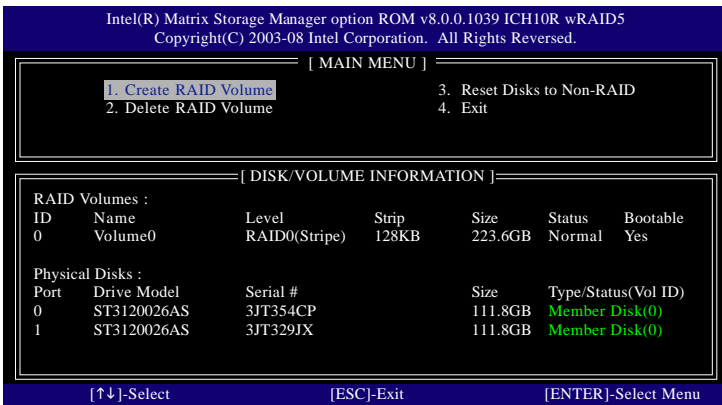 Intel(R) Matrix Storage Manager option ROM v8.0.0.1039 ICH10R wRAID5
Copyright(C) 2003-08 Intel Corporation. All Rights Reversed.
[ MAIN MENU ]
1. Create RAID Volume 3. Reset Disks to Non-RAID
2. Delete RAID Volume 4. Exit
[ DISK/VOLUME INFORMATION ]
RAID Volumes :
ID Name Level Strip Size Status Bootable
0 Volume0 RAID0(Stripe) 128KB 223.6GB Normal Yes
Physical Disks :
Port Drive Model Serial # Size Type/Status(Vol ID)
0 ST3120026AS 3JT354CP 111.8GB Member Disk(0)
1 ST3120026AS 3JT329JX 111.8GB Member Disk(0)
[↑↓]-Select [ESC]-Exit [ENTER]-Select Menu